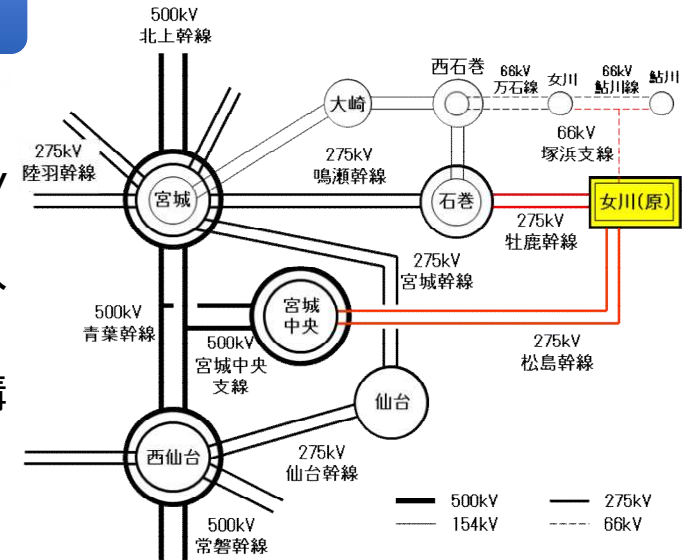 500kV
北上幹線
西石巻
66kV
万石線
女川
66kV
鮎川線
鮎川
大崎
66kV
塚浜支線
275kV
陸羽幹線
275kV
鳴瀬幹線
宮城
石巻
女川(原)
275kV
牡鹿幹線
275kV
宮城幹線
宮城
中央
500kV
青葉幹線
500kV
宮城中央
支線
275kV
松島幹線
仙台
西仙台
275kV
仙台幹線
500kV
常磐幹線
500kV
275kV
154kV
66kV